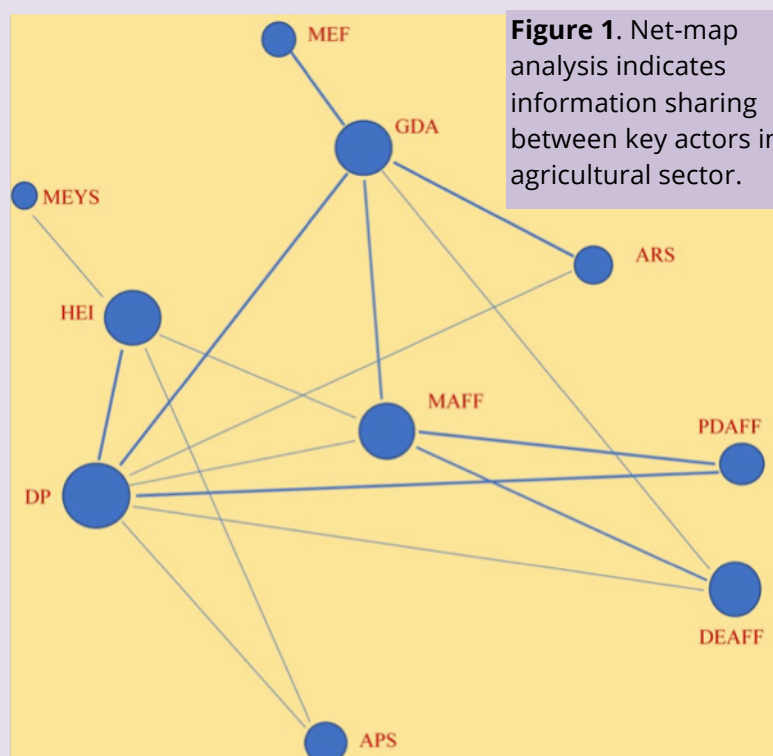 Figure 1. Net-map
analysis indicates
information sharing
between key actors in
agricultural sector.
MEF
GDA
MEYS
ARS
HEI
MAFF
PDAFF
DP
DEAFF
APS